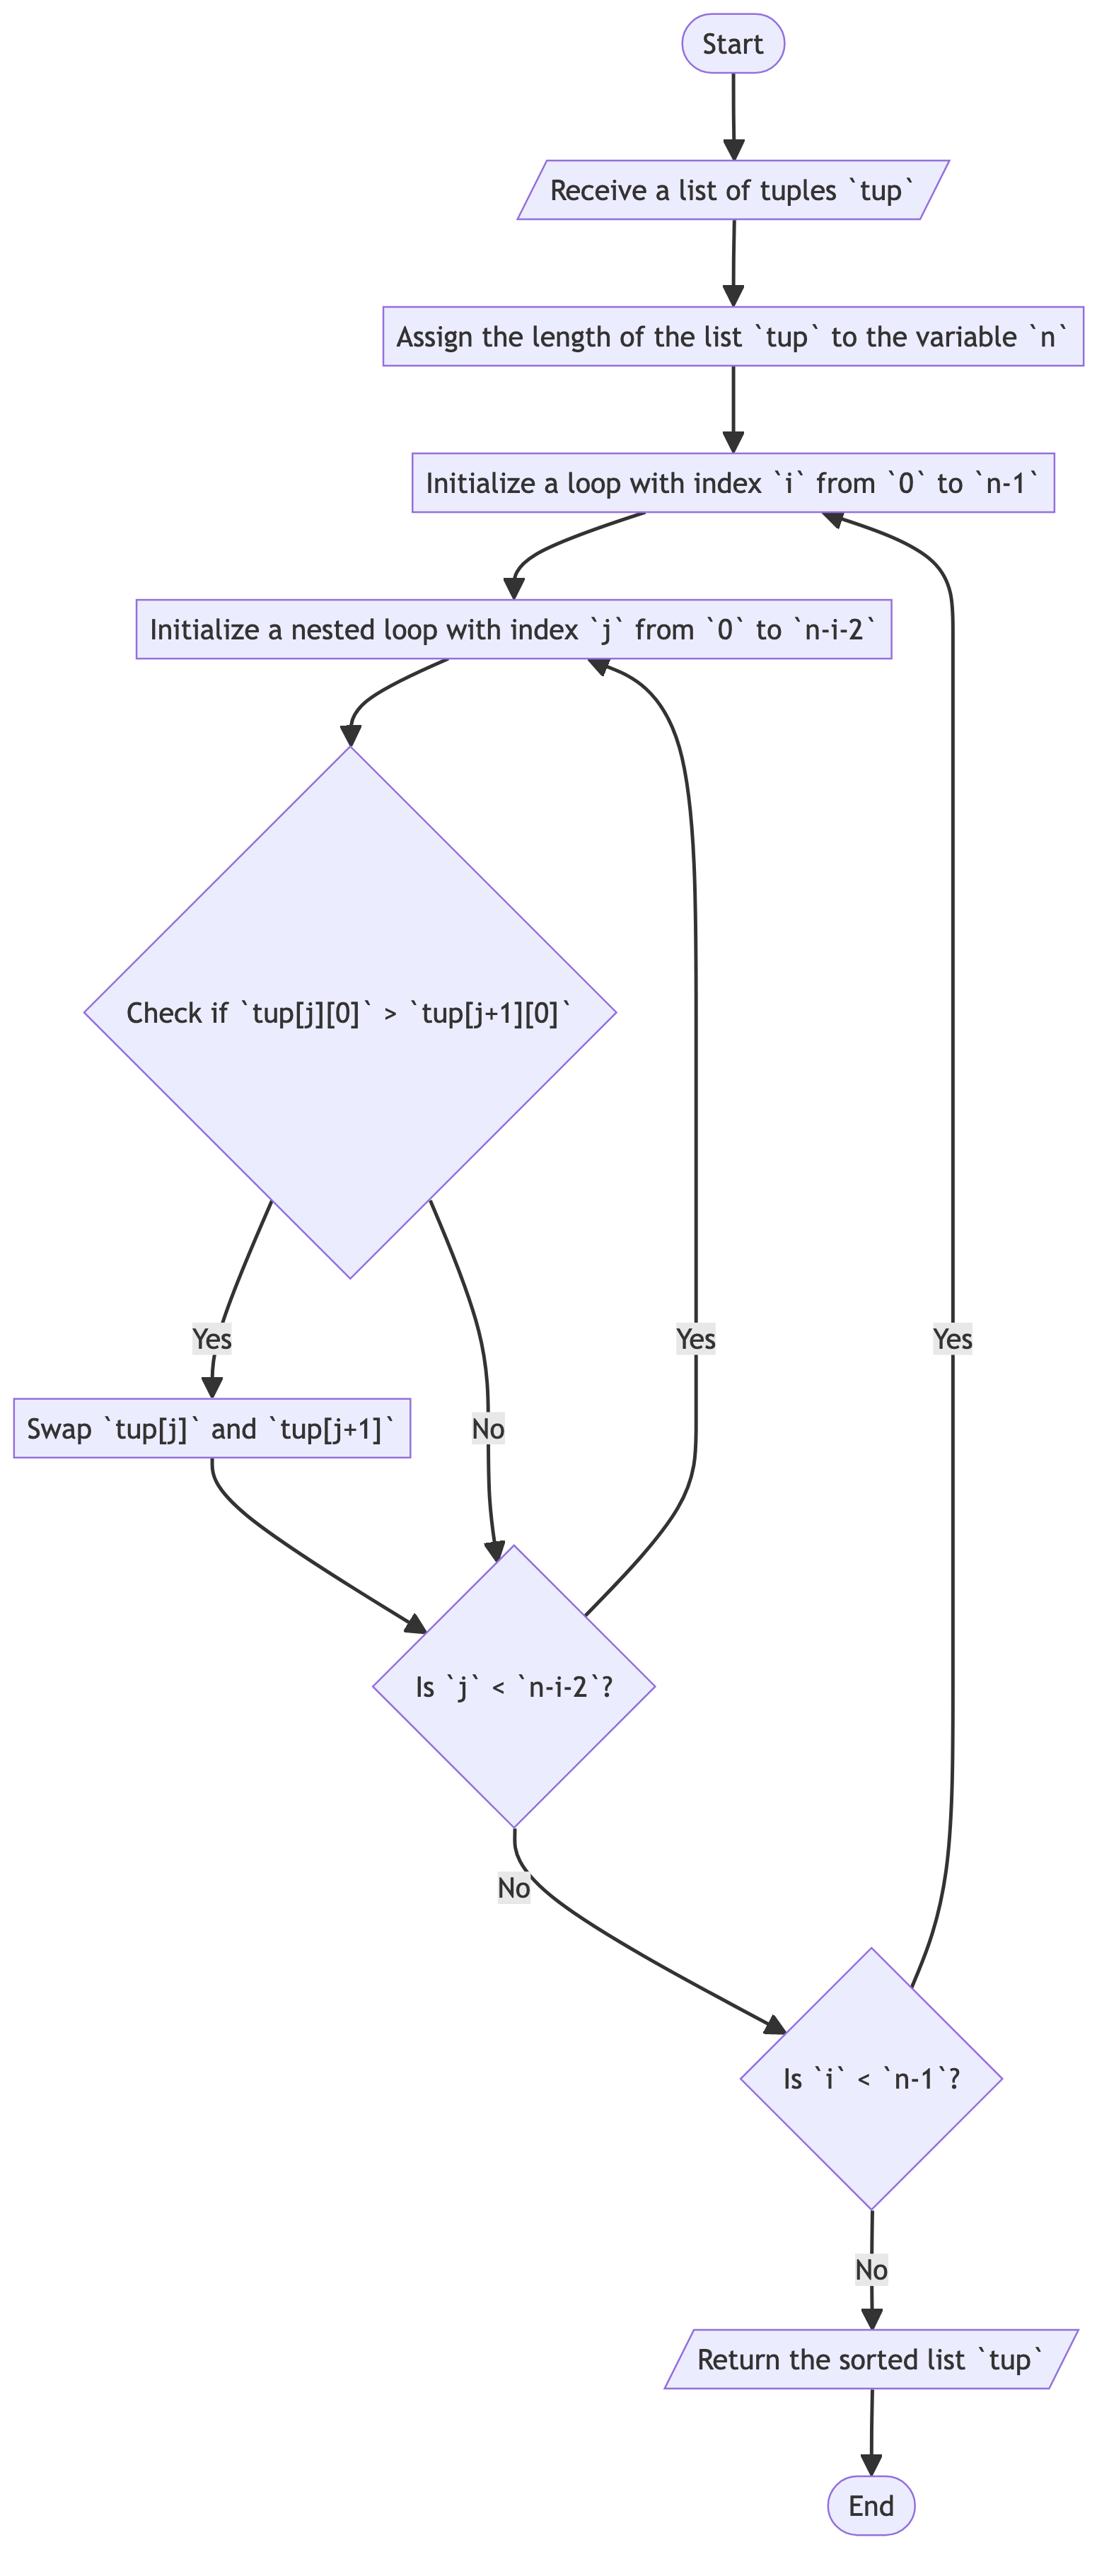 Start
Receive a list of tuples `tup`
Assign the length of the list `tup` to the variable `n`
Initialize a loop with index `i` from `0` to `n-1`
Initialize a nested loop with index `j` from `0` to `n-i-2`
Check if `tup[j][0]` > `tup[j+1][0]`
Yes
Yes
Yes
Swap `tup[j]` and `tup[j+1]`
No
Is `j` < `n-i-2`?
No
Is `i` < `n-1`?
No
Return the sorted list `tup`
End